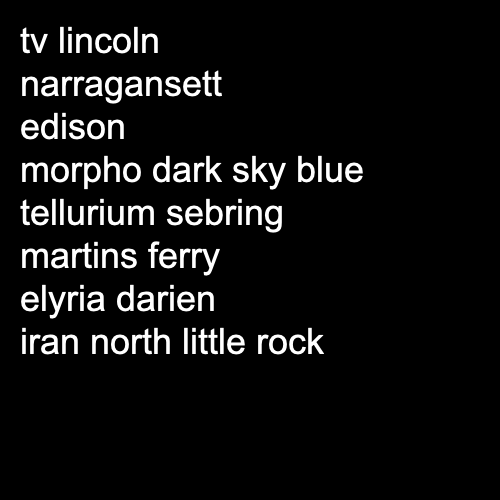 tv lincoln
narragansett
edison
morpho dark sky blue
tellurium sebring
martins ferry
elyria darien
iran north little rock